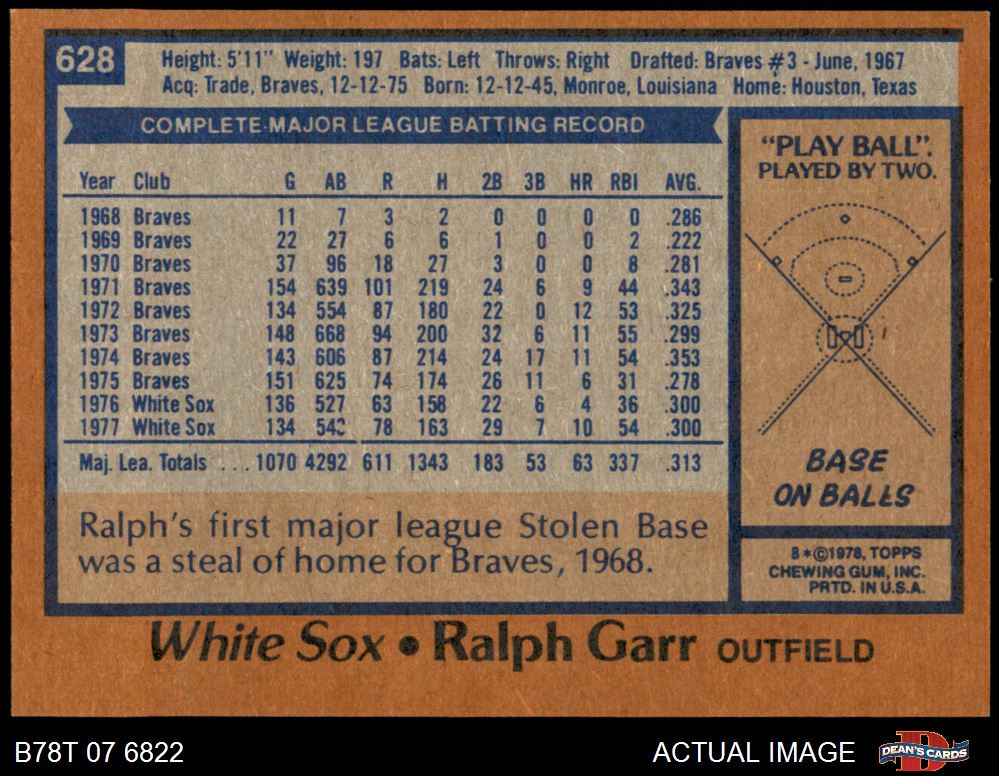 628
Height: 5'11" Weight: 197 Bats: Left Throws: Right Drafted: Braves #3 - June, 1967
Acq: Trade, Braves, 12-12-75 Born: 12-12-45, Monroe, Louisiana Home: Houston, Texas
COMPLETE MAJOR LEAGUE BATTING RECORD
Year Club G AB R H 2B 3B HR RBI AVG.
1968 Braves 11 7 3 2 0 0 0 0 .286
1969 Braves 22 27 6 6 1 0 0 2 .222
1970 Braves 37 96 18 27 3 0 0 8 .281
1971 Braves 154 639 101 219 24 6 9 44 .343
1972 Braves 134 554 87 180 22 0 12 53 .325
1973 Braves 148 668 94 200 32 6 11 55 .299
1974 Braves 143 606 87 214 24 17 11 54 .353
1975 Braves 151 625 74 174 26 11 6 31 .278
1976 White Sox 136 527 63 158 22 6 4 36 .300
1977 White Sox 134 78 163 29 7 10 54 .300
Maj. Lea. Totals ... 1070 4292 611 1343 183 53 63 337 .313
Ralph's first major league Stolen Base
was a steal of home for Braves, 1968.
"PLAY BALL".
PLAYED BY TWO.
BASE
ON BALLS
8*©1978, TOPPS
CHEWING GUM, INC.
PRTD. IN U.S.A.
White Sox • Ralph Garr OUTFIELD
B78T 07 6822
ACTUAL IMAGE
D
DEAN'S CARDS